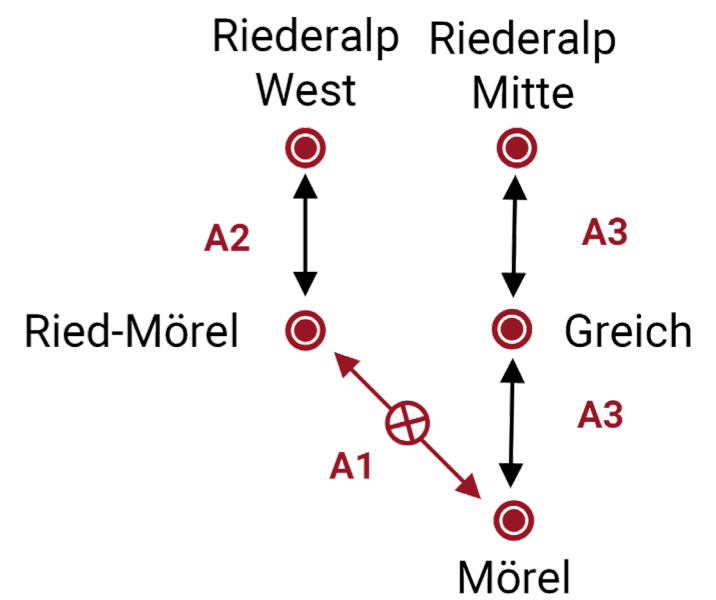 Riederalp
West
Riederalp
Mitte
A2
A3
Ried-Mörel
Greich
A3
A1
Mörel